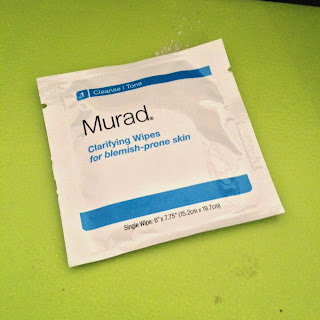 1 Cleanse | Tone
Murad.
Clarifying Wipes
for blemish-prone skin
Single Wipe: 6" x 7.75" (15.2cm x 19.7cm)